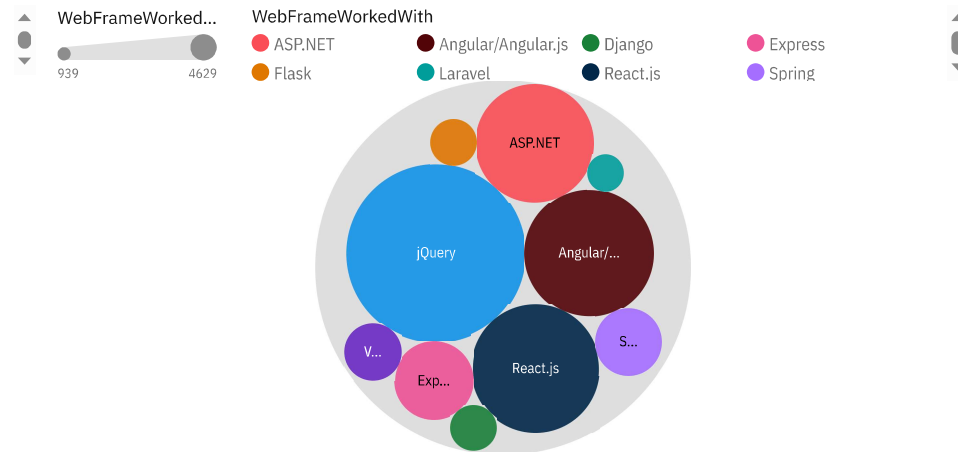 WebFrameWorked...
939 4629
WebFrameWorkedWith
ASP.NET Angular/Angular.js Django Express
Flask Laravel React.js Spring
ASP.NET
jQuery
Angular/...
S...
V...
Exp...
React.js